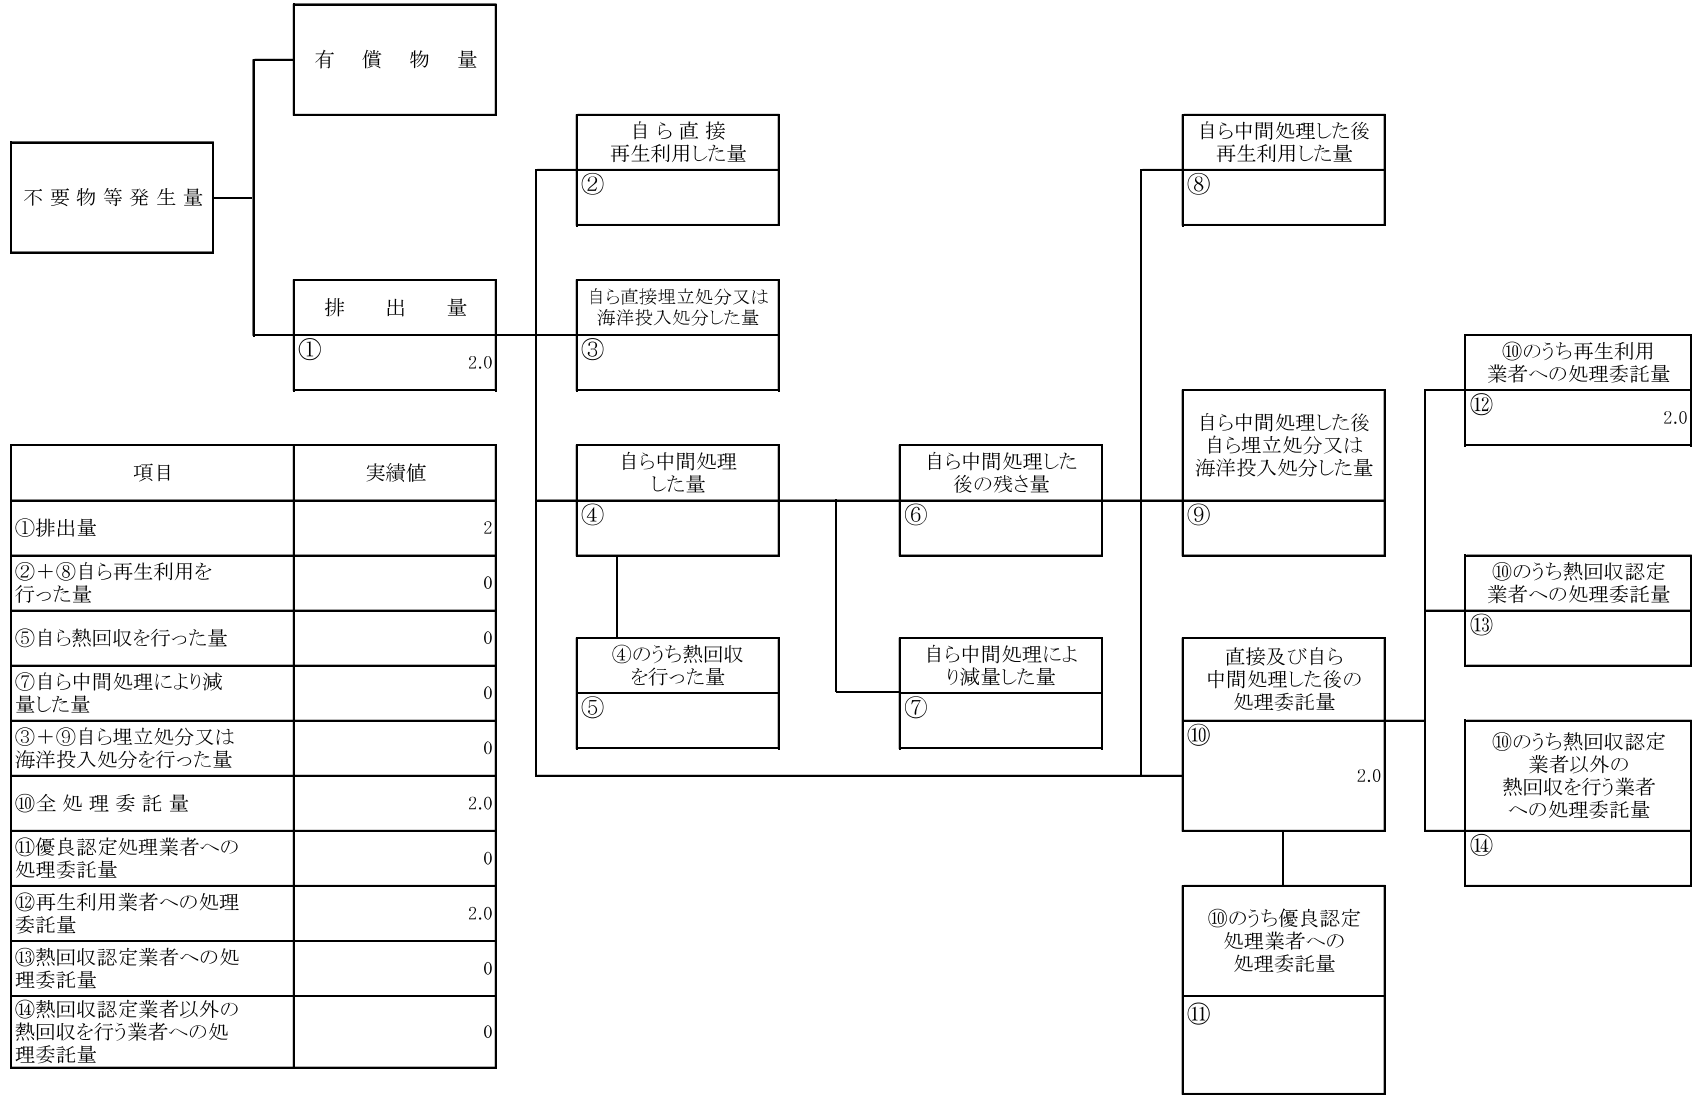 有償物量
不要物等発生量
排出量
①
2.0
自ら直接
再生利用した量
②
自ら直接埋立処分又は
海洋投入処分した量
③
自ら中間処理
した量
④
④のうち熱回収
を行った量
⑤
自ら中間処理した
後の残さ量
⑥
自ら中間処理によ
り減量した量
⑦
自ら中間処理した後
再生利用した量
⑧
自ら中間処理した後
自ら埋立処分又は
海洋投入処分した量
⑨
直接及び自ら
中間処理した後の
処理委託量
⑩
2.0
⑩のうち優良認定
処理業者への
処理委託量
⑪
⑩のうち再生利用
業者への処理委託量
⑫
2.0
⑩のうち熱回収認定
業者への処理委託量
⑬
⑩のうち熱回収認定
業者以外の
熱回収を行う業者
への処理委託量
⑭
項目 実績値
①排出量 2
②+⑧自ら再生利用を
行った量 0
⑤自ら熱回収を行った量 0
⑦自ら中間処理により減
量した量 0
③+⑨自ら埋立処分又は
海洋投入処分を行った量 0
⑩全処理委託量 2.0
⑪優良認定処理業者への
処理委託量 0
⑫再生利用業者への処理
委託量 2.0
⑬熱回収認定業者への処
理委託量 0
⑭熱回収認定業者以外の
熱回収を行う業者への処 0
理委託量